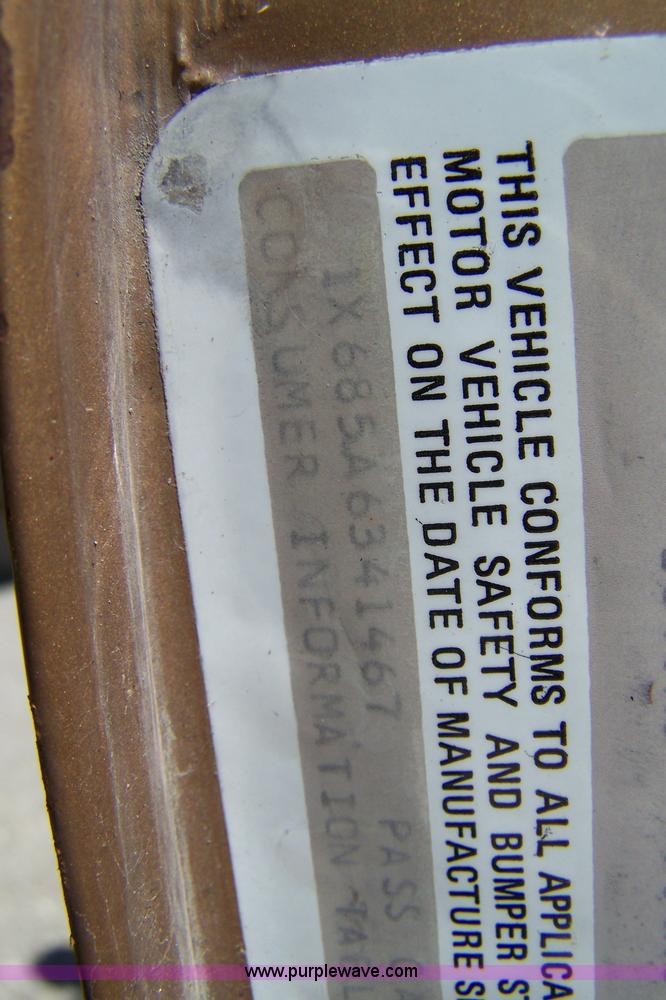 THIS VEHICLE CONFORMS TO ALL APPLICA
MOTOR VEHICLE SAFETY AND BUMPER S
EFFECT ON THE DATE OF MANUFACTURE S
1X685A6341467 PASS
CONSUMER INFORMATION
www.purplewave.com